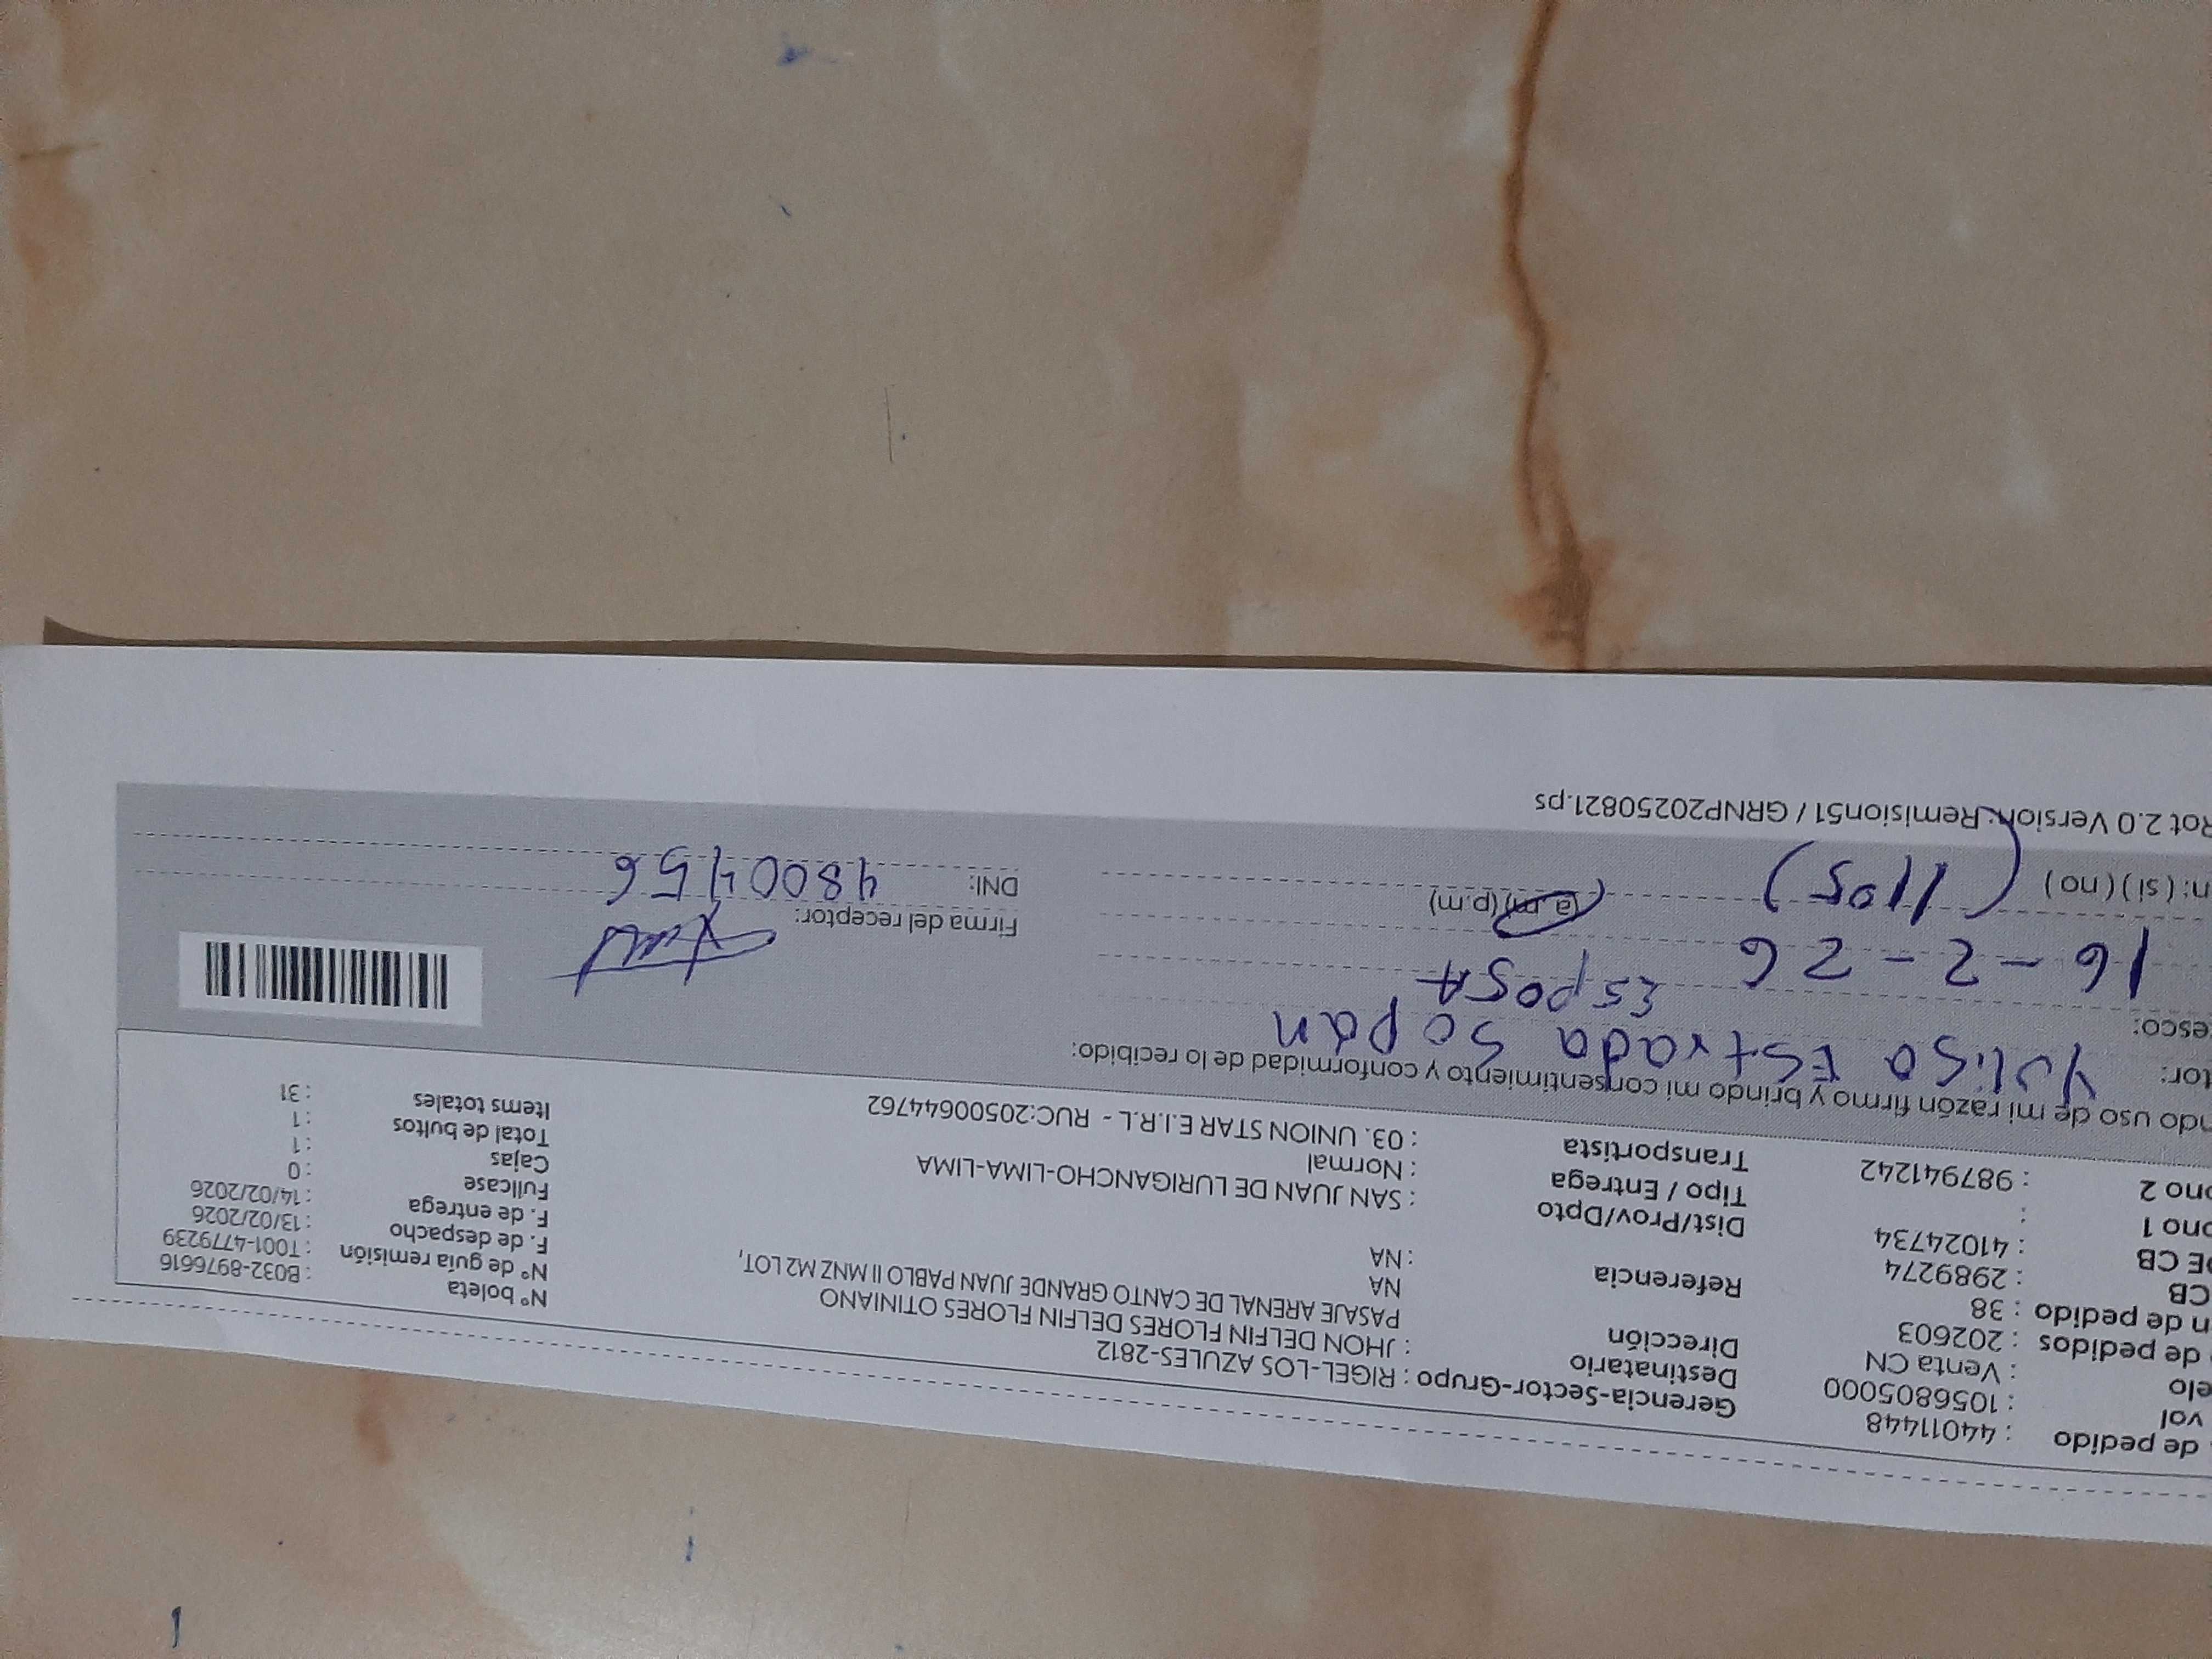 de pedido : 44011448
vol : 1056805000
elo : Venta CN
de pedidos : 202603
n de pedido : 38
CB : 2989274
DE CB : 41024734
ono 1 :
ono 2 : 987941242
Gerencia-Sector-Grupo : RIGEL-LOS AZULES-2812
Destinatario : JHON DELFIN FLORES DELFIN FLORES OTINIANO
Dirección PASAJE ARENAL DE CANTO GRANDE JUAN PABLO II MNZ M2 LOT,
NA
Referencia : NA
Dist/Prov/Dpto : SAN JUAN DE LURIGANCHO-LIMA-LIMA
Tipo / Entrega : Normal
Transportista : 03. UNION STAR E.I.R.L - RUC:20500644762
N° boleta : B032-8976616
N° de guía remisión : T001-4779239
F. de despacho : 13/02/2026
F. de entrega : 14/02/2026
Fullcase : 0
Cajas : 1
Total de bultos : 1
Items totales : 31
ndo uso de mi razón firmo y brindo mi consentimiento y conformidad de lo recibido:
tor: Yulisa Estrada Sopan
esco: Esposa
16-2-26 (a.m)(p.m)
n: ( si ) ( no ) (1105)
Firma del receptor:
DNI: 48004156
Rot 2.0 Version: Remision51 / GRNP20250821.ps